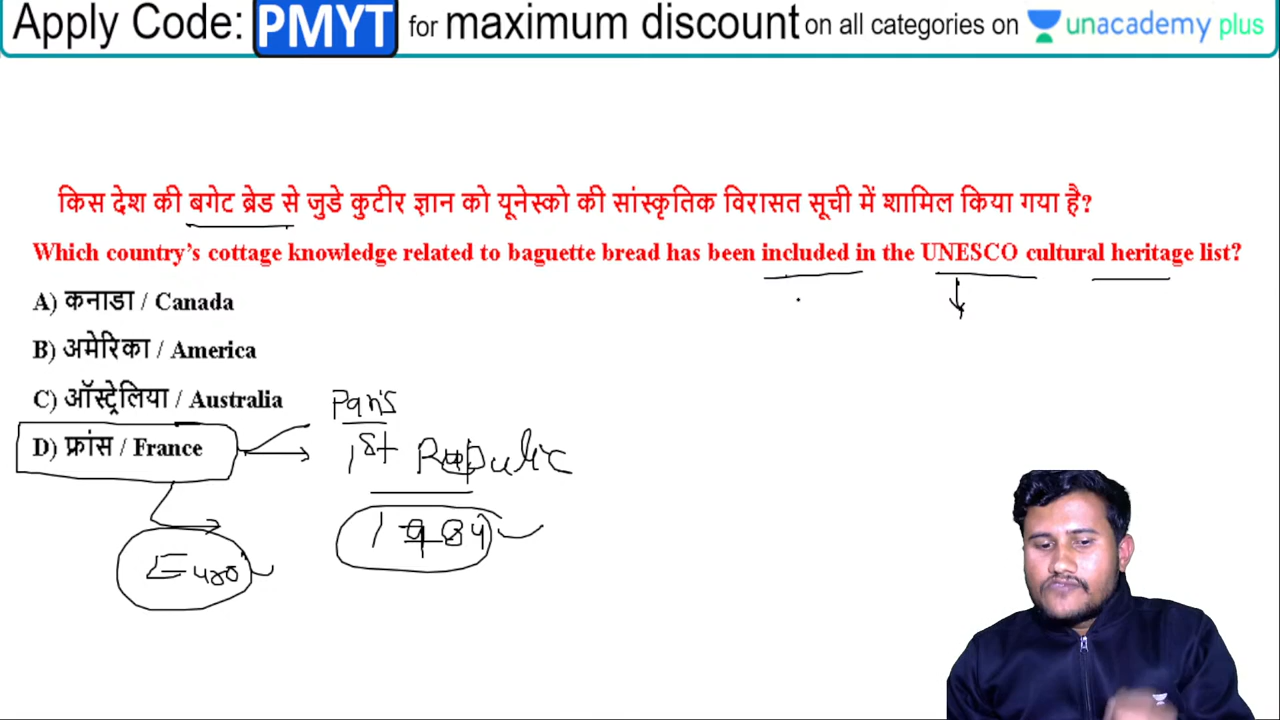 Apply Code: PMYT for maximum discount on all categories on unacademy plus
किस देश की बगेट ब्रेड से जुडे कुटीर ज्ञान को यूनेस्को की सांस्कृतिक विरासत सूची में शामिल किया गया है?
Which country's cottage knowledge related to baguette bread has been included in the UNESCO cultural heritage list?
A) कनाडा / Canada
B) अमेरिका / America
C) ऑस्ट्रेलिया / Australia
Paris
D) फ्रांस / France
1st
Euro